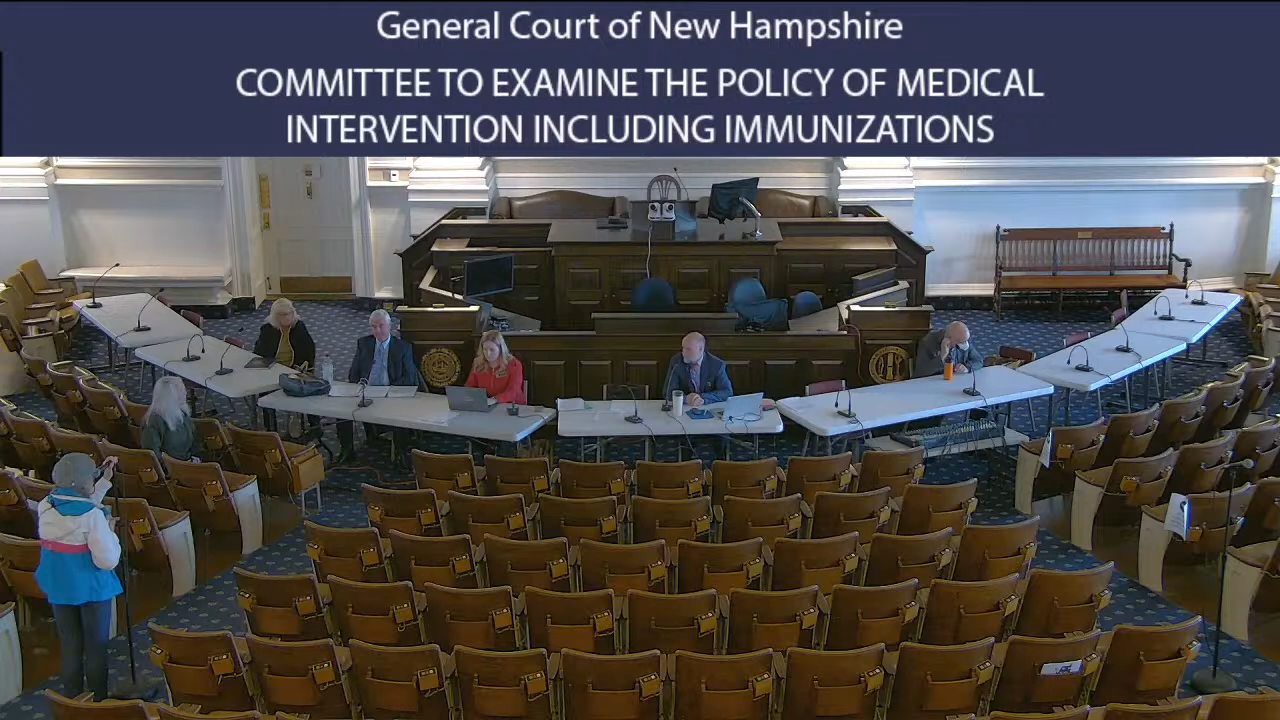 General Court of New Hampshire
COMMITTEE TO EXAMINE THE POLICY OF MEDICAL
INTERVENTION INCLUDING IMMUNIZATIONS